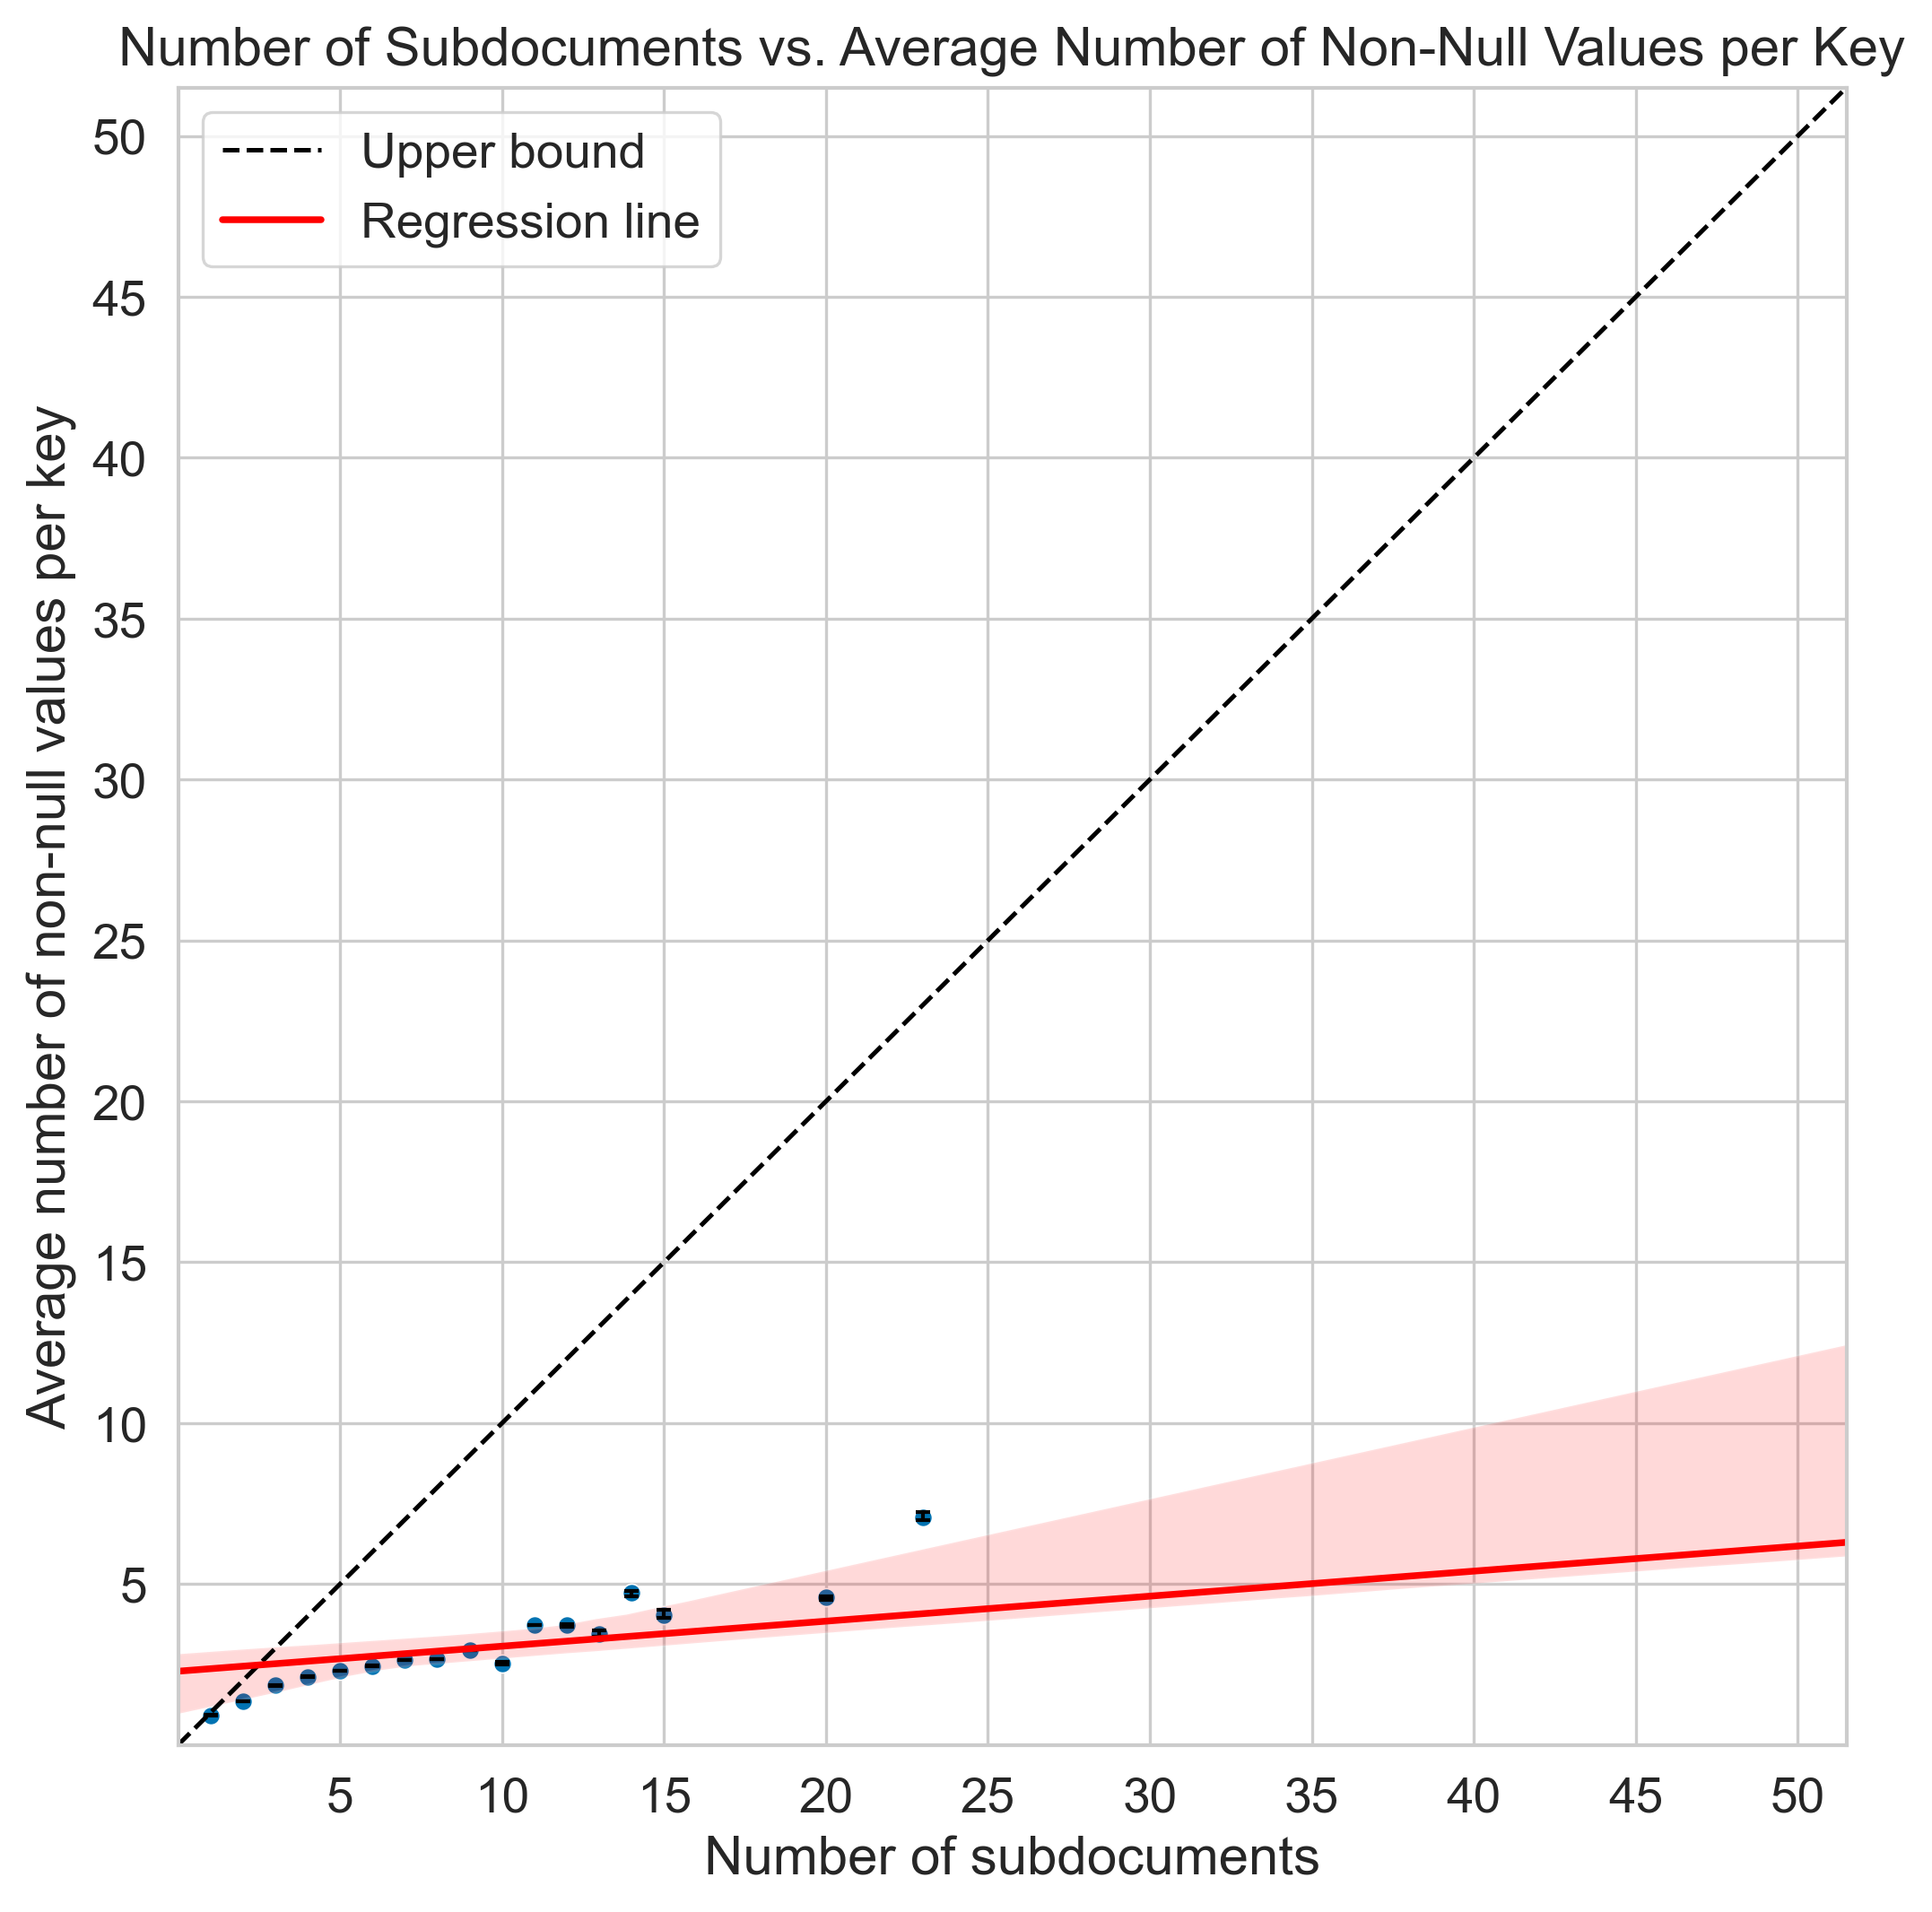 Number of Subdocuments vs. Average Number of Non-Null Values per Key
Upper bound
Regression line
Average number of non-null values per key
50
45
40
35
30
25
20
15
10
5
5 10 15 20 25 30 35 40 45 50
Number of subdocuments